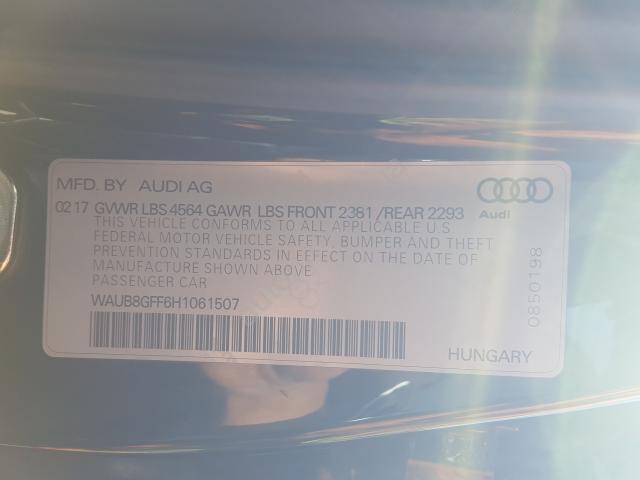 MFD. BY AUDI AG
02 17 GVWR LBS 4564 GAWR LBS FRONT 2381 /REAR 2293
Audi
THIS VEHICLE CONFORMS TO ALL APPLICABLE U.S
FEDERAL MOTOR VEHICLE SAFETY, BUMPER AND THEFT
PREVENTION STANDARDS IN EFFECT ON THE DATE OF
MANUFACTURE SHOWN ABOVE
PASSENGER CAR
WAUB8GFF6H1061507
HUNGARY
0850198